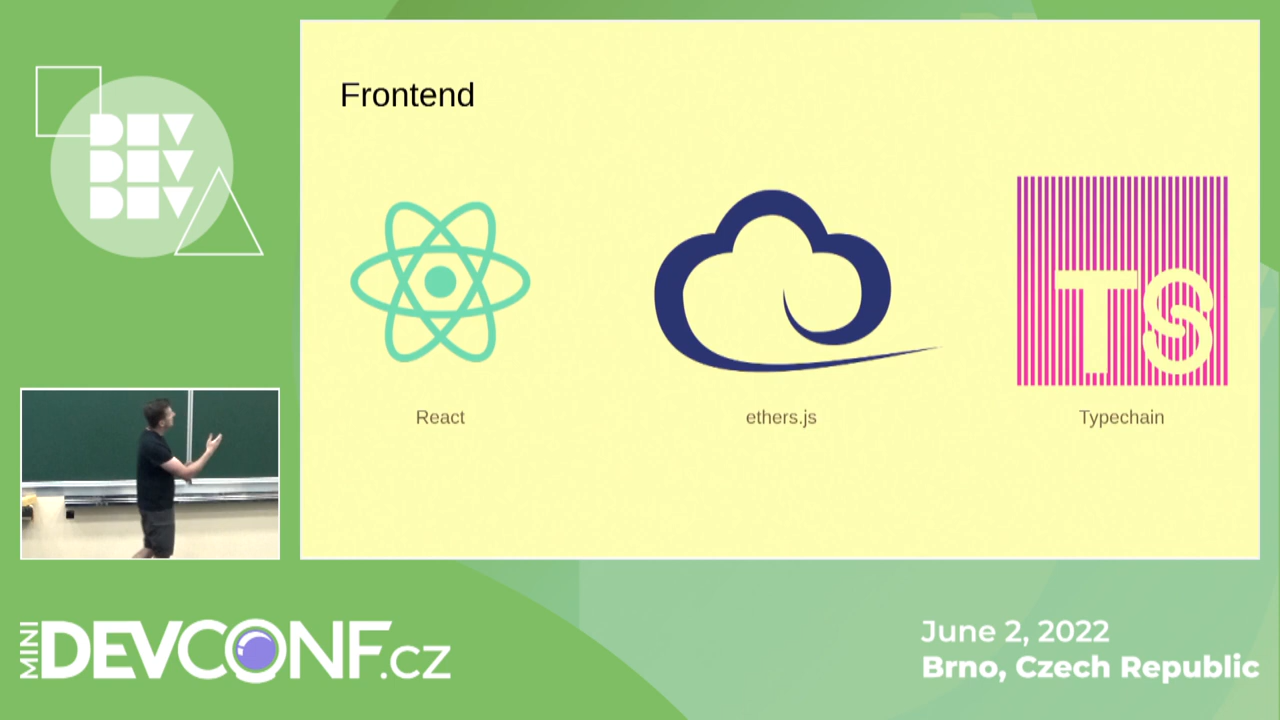 DEV
DEV
DEV
Frontend
TS
React
ethers.js
Typechain
MINI
DEVCONF.cz
June 2, 2022
Brno, Czech Republic